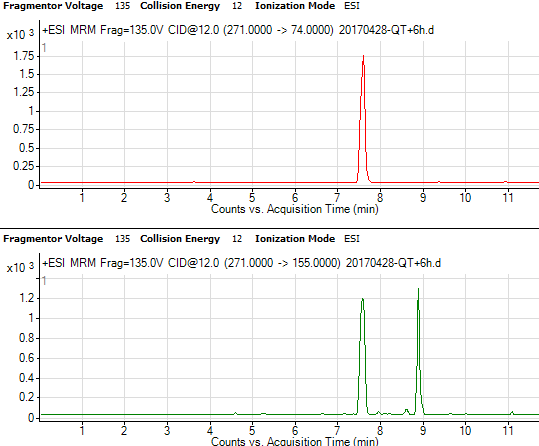 Fragmentor Voltage 135 Collision Energy 12 Ionization Mode ESI
x10 3
+ESI MRM Frag=135.0V CID@12.0 (271.0000 -> 74.0000) 20170428-QT+6h.d
1
1.75
1.5
1.25
1
0.75
0.5
0.25
0
1 2 3 4 5 6 7 8 9 10 11
Counts vs. Acquisition Time (min)
Fragmentor Voltage 135 Collision Energy 12 Ionization Mode ESI
x10 3
+ESI MRM Frag=135.0V CID@12.0 (271.0000 -> 155.0000) 20170428-QT+6h.d
1
1.2
1
0.8
0.6
0.4
0.2
0
1 2 3 4 5 6 7 8 9 10 11
Counts vs. Acquisition Time (min)